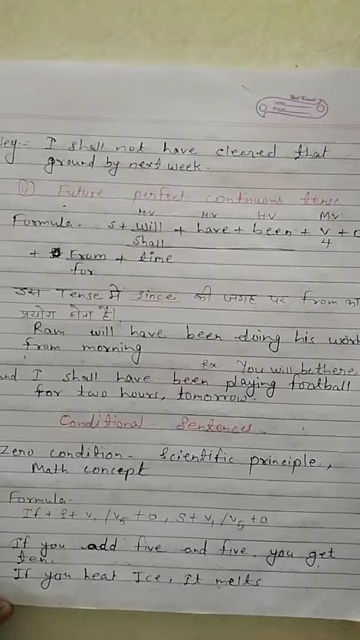 Neg:- I shall not have cleared that
ground by next week.
Future perfect continuous tense
HV HV HV MV
Formula. S + will + have + been + V + O
shall 4
+ From + time
for
इस Tense में since की जगह पर from का
प्रयोग होता है।
Ram will have been doing his work
from morning
ex You will be there
and I shall have been playing football
for two hours, tomorrow.
Conditional Sentences
Zero condition - Scientific principle,
Math concept
Formula-
If + S + V1 / V5 + O, S + V1 / V5 + O
If you add five and five, you get
ten.
If you heat Ice, It melts